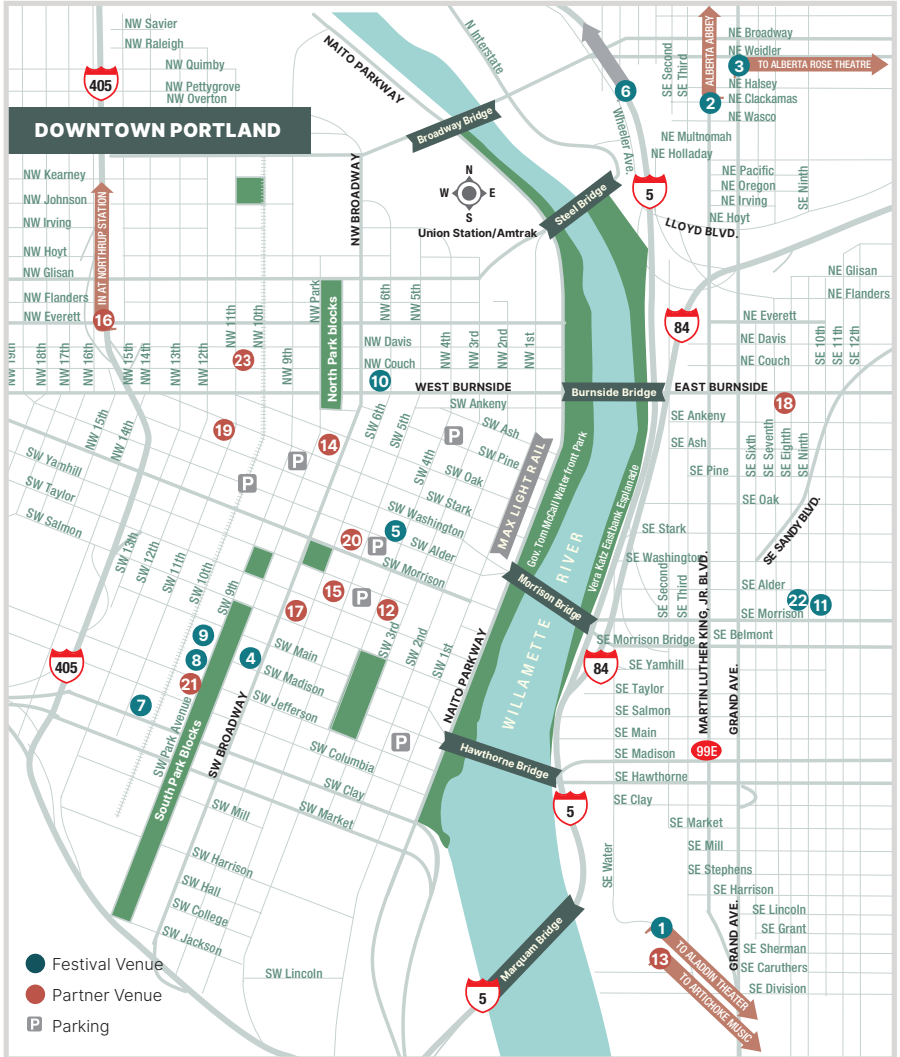 NW Savier
NW Raleigh
NW Quimby
NW Pettygrove
NW Overton
405
NAITO PARKWAY
N Interstate
DOWNTOWN PORTLAND
Broadway Bridge
6
Wheeler Ave.
SE Second
SE Third
ALBERTA ABBEY
2
NE Broadway
NE Weidler
3
TO ALBERTA ROSE THEATRE
NE Halsey
NE Clackamas
NE Wasco
NE Multnomah
NE Holladay
NE Pacific
NE Oregon
NE Irving
NE Hoyt
SE Ninth
5
LLOYD BLVD.
NW Kearney
NW Johnson
NW Irving
NW Hoyt
NW Glisan
NW Flanders
NW Everett
IN AT NORTHRUP STATION
16
NW BROADWAY
N
W
E
S
Union Station/Amtrak
Steel Bridge
NE Glisan
NE Flanders
84
NE Everett
NE Davis
NE Couch
SE 10th
SE 11th
SE 12th
19th
NW 18th
NW 17th
NW 16th
NW 15th
NW 14th
NW 13th
NW 12th
NW 11th
NW 10th
23
NW 9th
NW Park
North Park blocks
NW 6th
NW 5th
NW Davis
NW Couch
10
NW 4th
NW 3rd
NW 2nd
NW 1st
WEST BURNSIDE
Burnside Bridge
EAST BURNSIDE
18
SE Ankeny
SE Ash
SE Pine
SE Oak
SE Sixth
SE Seventh
SE Eighth
SE Ninth
SE SANDY BLVD.
NW 15th
NW 14th
19
14
P
P
P
SW 6th
SW 5th
SW 4th
SW Ankeny
SW Ash
SW Pine
SW Oak
SW Stark
SW Washington
SW Alder
SW Morrison
MAX LIGHT RAIL
Gov. Tom McCall Waterfront Park
WILLAMETTE RIVER
Vera Katz Eastbank Esplanade
SW Yamhill
SW Taylor
SW Salmon
SW 13th
SW 12th
SW 11th
SW 10th
SW 9th
20
P
5
15
P
12
17
SW 3rd
SW 2nd
SW 1st
NAITO PARKWAY
Morrison Bridge
SE Stark
SE Washington
SE Second
SE Third
MARTIN LUTHER KING, JR. BLVD.
SE Alder
22
11
SE Morrison
SE Belmont
SE Morrison Bridge
84
SE Yamhill
SE Taylor
SE Salmon
SE Main
SE Madison
SE Hawthorne
SE Clay
GRAND AVE.
99E
405
9
8
21
7
4
SW Park Avenue
South Park Blocks
SW BROADWAY
SW Main
SW Madison
SW Jefferson
SW Columbia
SW Clay
SW Market
P
Hawthorne Bridge
5
SW Mill
SW Harrison
SW Hall
SW College
SW Jackson
SW Lincoln
SE Market
SE Mill
SE Stephens
SE Harrison
SE Lincoln
SE Grant
SE Sherman
SE Caruthers
SE Division
SE Water
GRAND AVE.
Marquam Bridge
5
1
TO ALADDIN THEATER
13
TO ARTICHOKE MUSIC
Festival Venue
Partner Venue
P Parking